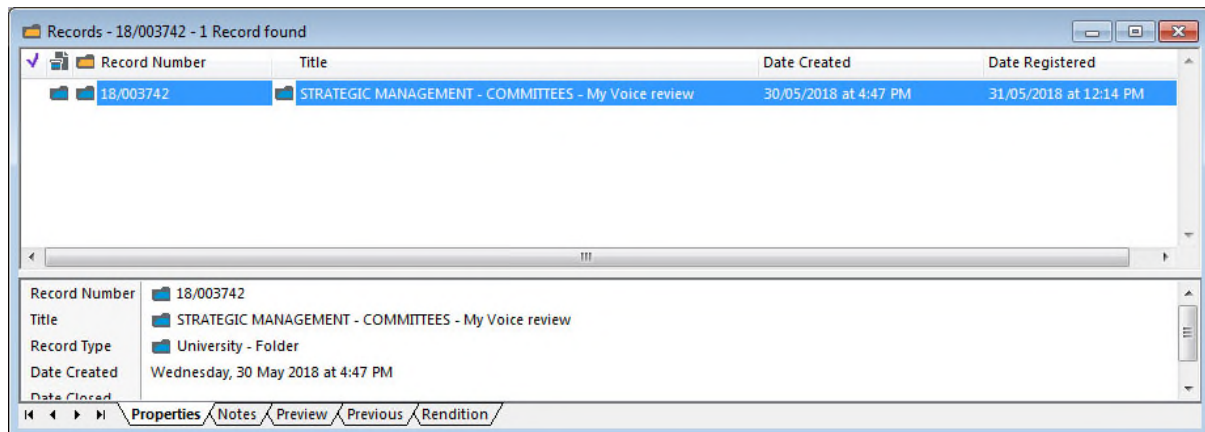 Records - 18/003742 - 1 Record found
Record Number Title Date Created Date Registered
18/003742 STRATEGIC MANAGEMENT - COMMITTEES - My Voice review 30/05/2018 at 4:47 PM 31/05/2018 at 12:14 PM
Record Number 18/003742
Title STRATEGIC MANAGEMENT - COMMITTEES - My Voice review
Record Type University - Folder
Date Created Wednesday, 30 May 2018 at 4:47 PM
Date Closed
Properties Notes Preview Previous Rendition